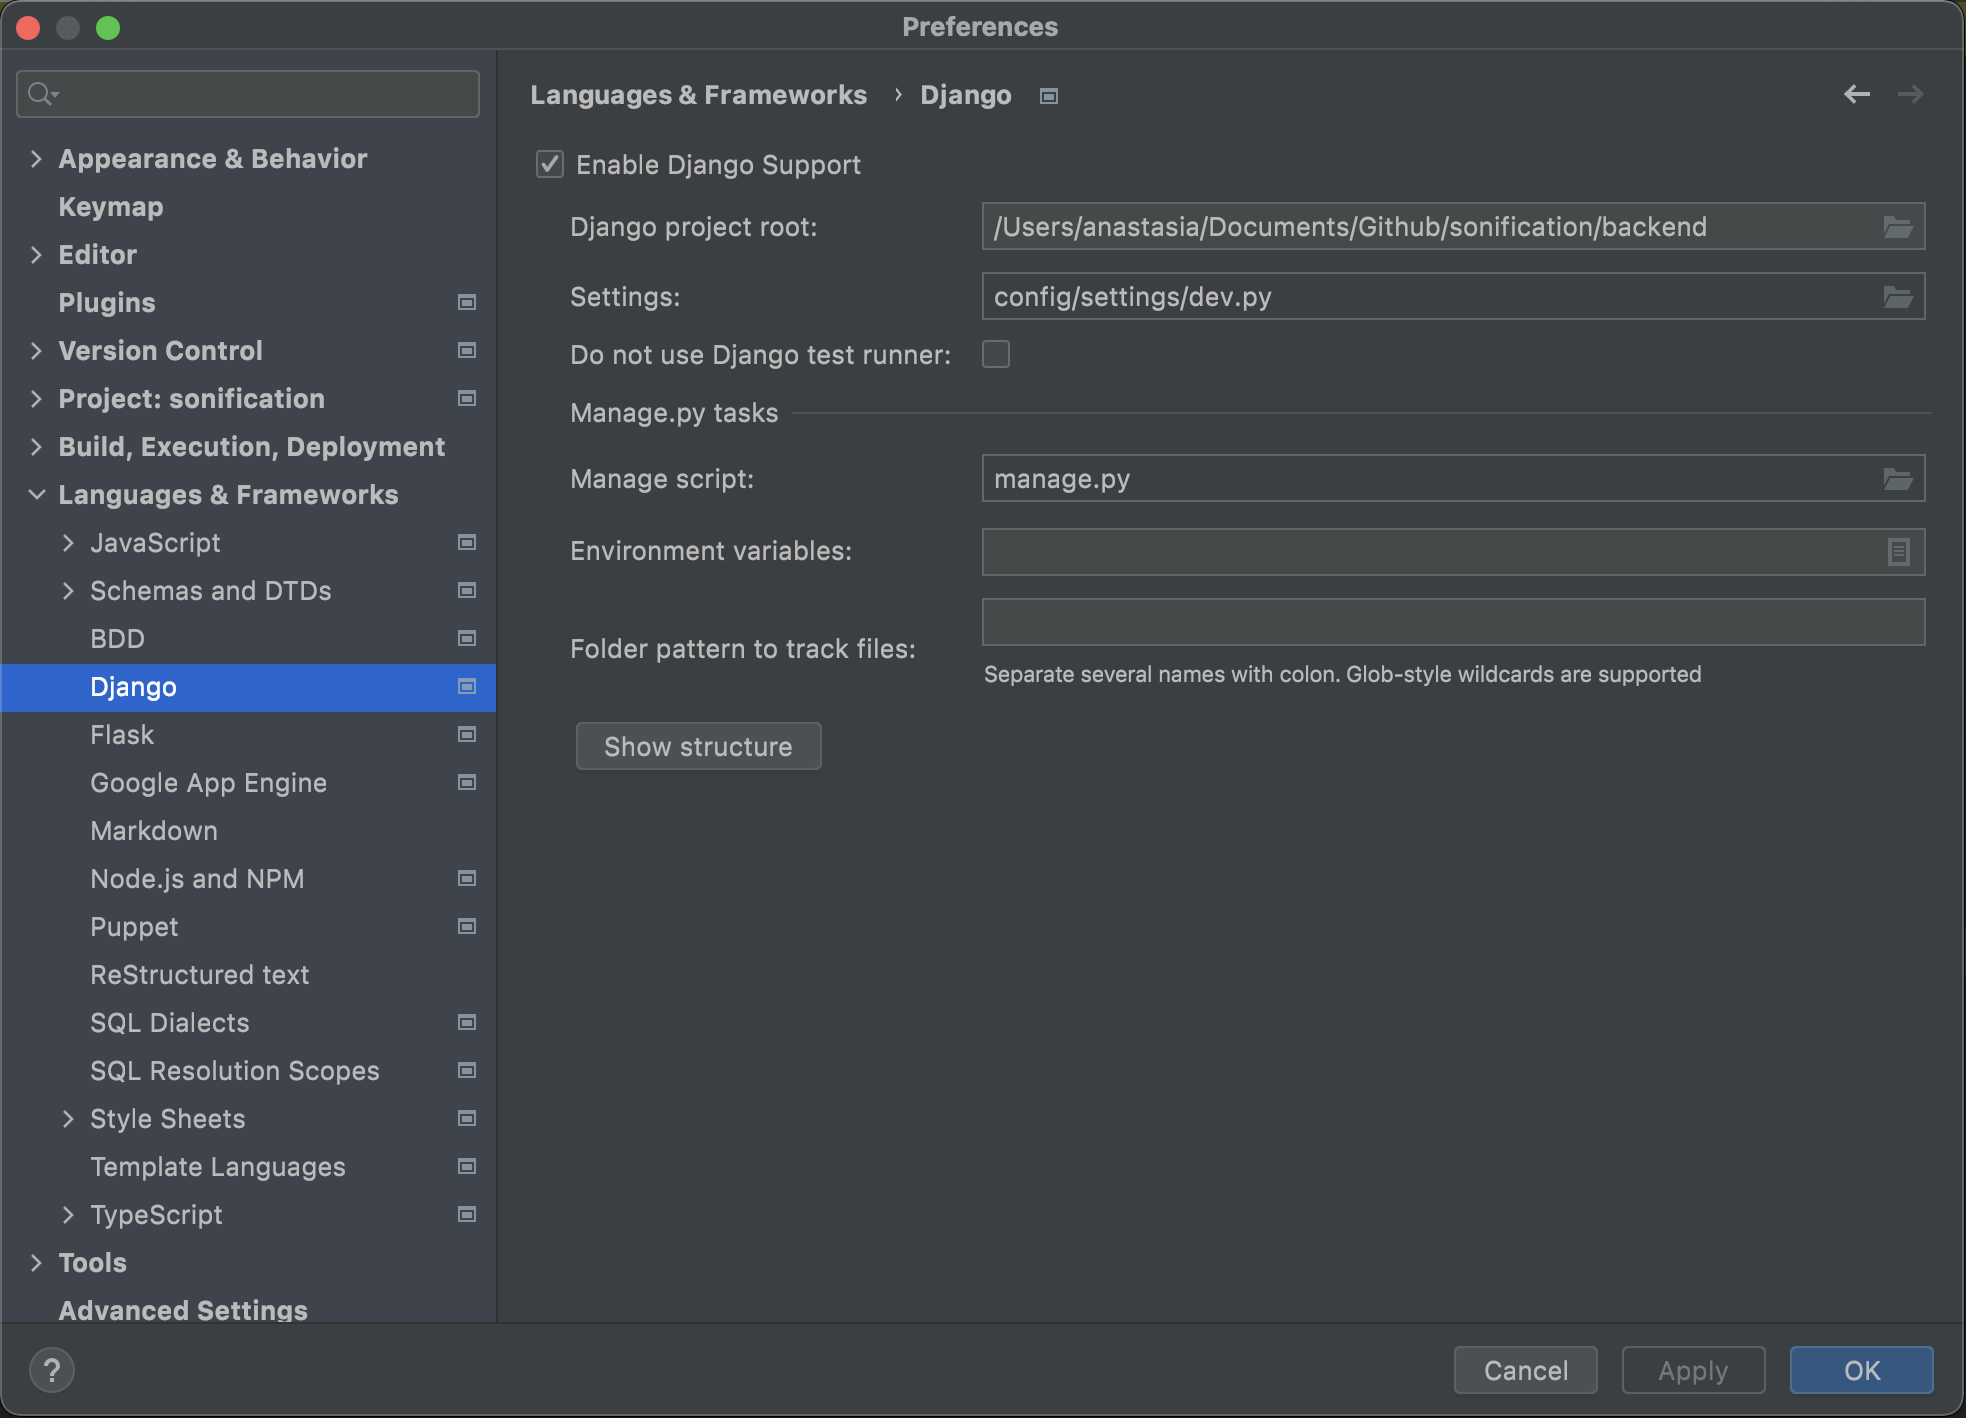 Preferences
Appearance & Behavior
Keymap
Editor
Plugins
Version Control
Project: sonification
Build, Execution, Deployment
Languages & Frameworks
JavaScript
Schemas and DTDs
BDD
Django
Flask
Google App Engine
Markdown
Node.js and NPM
Puppet
ReStructured text
SQL Dialects
SQL Resolution Scopes
Style Sheets
Template Languages
TypeScript
Tools
Advanced Settings
Languages & Frameworks › Django
Enable Django Support
Django project root: /Users/anastasia/Documents/Github/sonification/backend
Settings: config/settings/dev.py
Do not use Django test runner:
Manage.py tasks
Manage script: manage.py
Environment variables:
Folder pattern to track files:
Separate several names with colon. Glob-style wildcards are supported
Show structure
? Cancel Apply OK